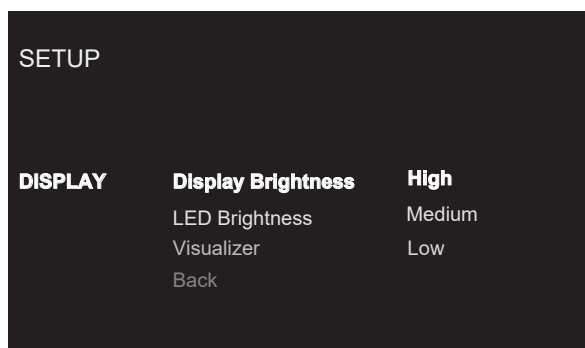 SETUP
DISPLAY Display Brightness High
LED Brightness Medium
Visualizer Low
Back